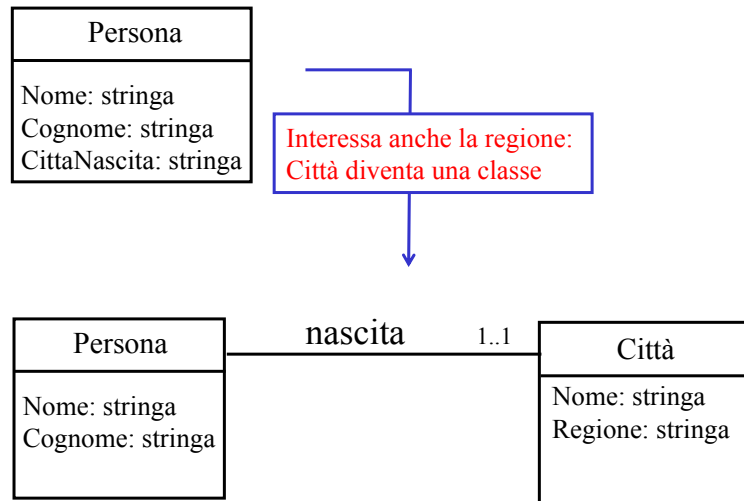 Persona
Nome: stringa
Cognome: stringa
CittaNascita: stringa
Interessa anche la regione:
Città diventa una classe
Persona
Nome: stringa
Cognome: stringa
nascita
1..1
Città
Nome: stringa
Regione: stringa